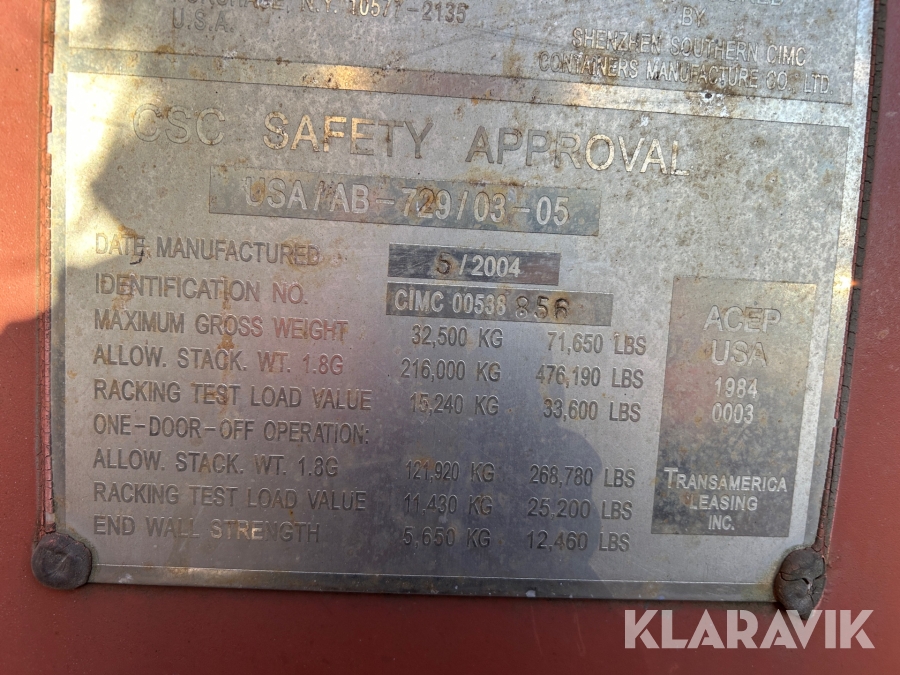 PURCHASE, N.Y. 10577-2135
U.S.A.
BY
SHENZHEN SOUTHERN CIMC
CONTAINERS MANUFACTURE CO., LTD.
CSC SAFETY APPROVAL
USA/AB-729/03-05
DATE MANUFACTURED 5/2004
IDENTIFICATION NO. CIMC 00538 856
MAXIMUM GROSS WEIGHT 32,500 KG 71,650 LBS
ALLOW. STACK. WT. 1.8G 216,000 KG 476,190 LBS
RACKING TEST LOAD VALUE 15,240 KG 33,600 LBS
ONE-DOOR-OFF OPERATION:
ALLOW. STACK. WT. 1.8G 121,920 KG 268,780 LBS
RACKING TEST LOAD VALUE 11,430 KG 25,200 LBS
END WALL STRENGTH 5,650 KG 12,460 LBS
ACEP
USA
1984
0003
TRANSAMERICA
LEASING
INC.
KLARAVIK